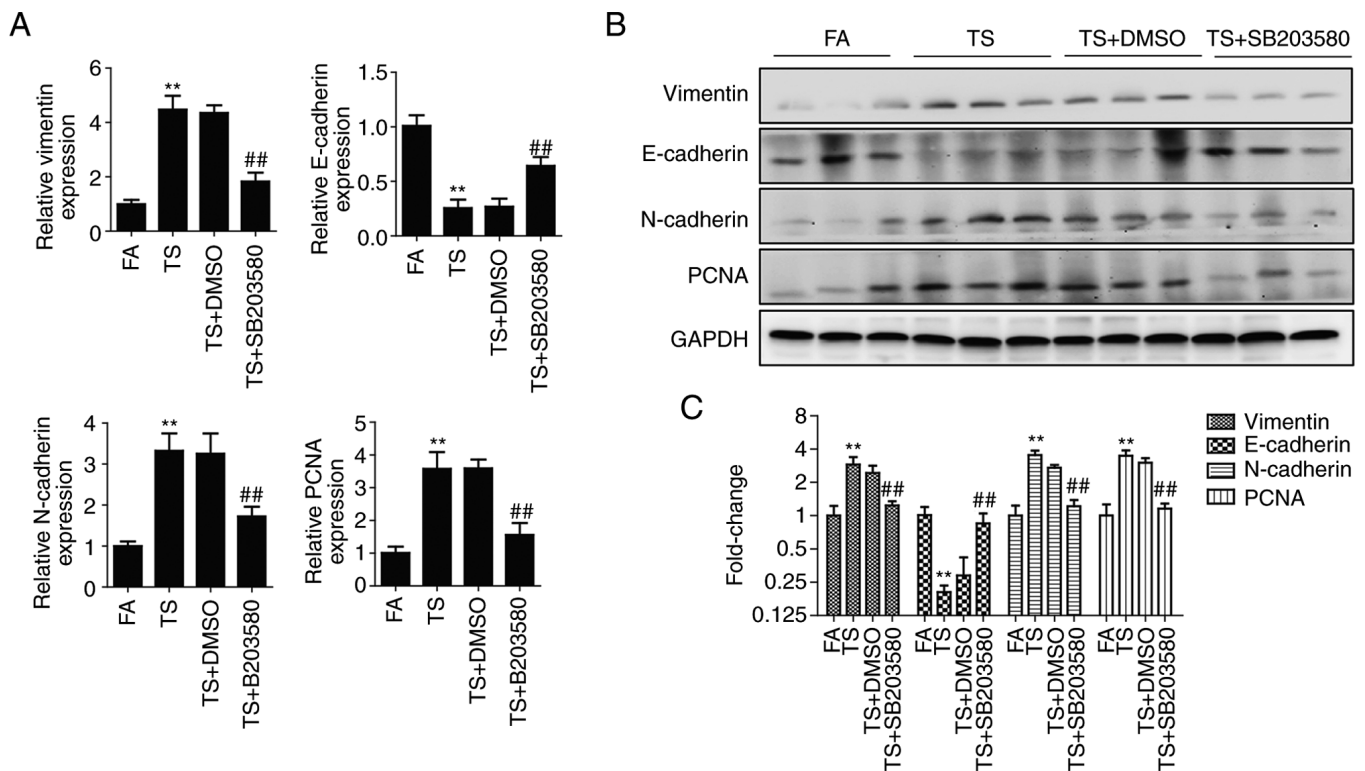 A
Relative vimentin
expression
6
4
2
0
**
##
FA
TS
TS+DMSO
TS+SB203580
Relative E-cadherin
expression
1.5
1.0
0.5
0.0
**
##
FA
TS
TS+DMSO
TS+SB203580
Relative N-cadherin
expression
4
3
2
1
0
**
##
FA
TS
TS+DMSO
TS+B203580
Relative PCNA
expression
5
4
3
2
1
0
**
##
FA
TS
TS+DMSO
TS+B203580
B
FA TS TS+DMSO TS+SB203580
Vimentin
E-cadherin
N-cadherin
PCNA
GAPDH
C
Fold-change
8
4
2
1
0.5
0.25
0.125
**
##
**
##
**
##
**
##
FA
TS
TS+DMSO
TS+SB203580
FA
TS
TS+DMSO
TS+SB203580
FA
TS
TS+DMSO
TS+SB203580
FA
TS
TS+DMSO
TS+SB203580
Vimentin
E-cadherin
N-cadherin
PCNA